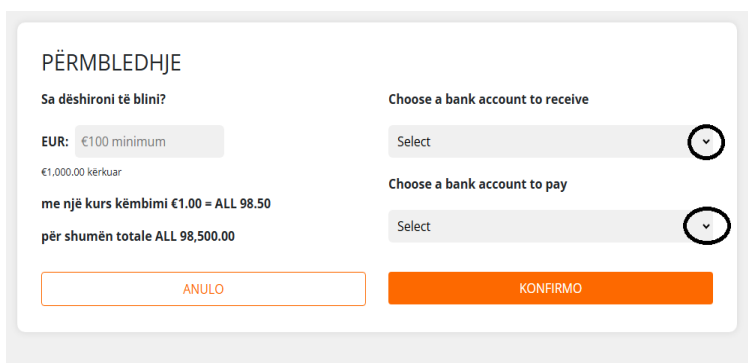 PËRMBLEDHJE
Sa dëshironi të blini?
EUR: €100 minimum
€1,000.00 kërkuar
me një kurs këmbimi €1.00 = ALL 98.50
për shumën totale ALL 98,500.00
Choose a bank account to receive
Select
Choose a bank account to pay
Select
ANULO
KONFIRMO